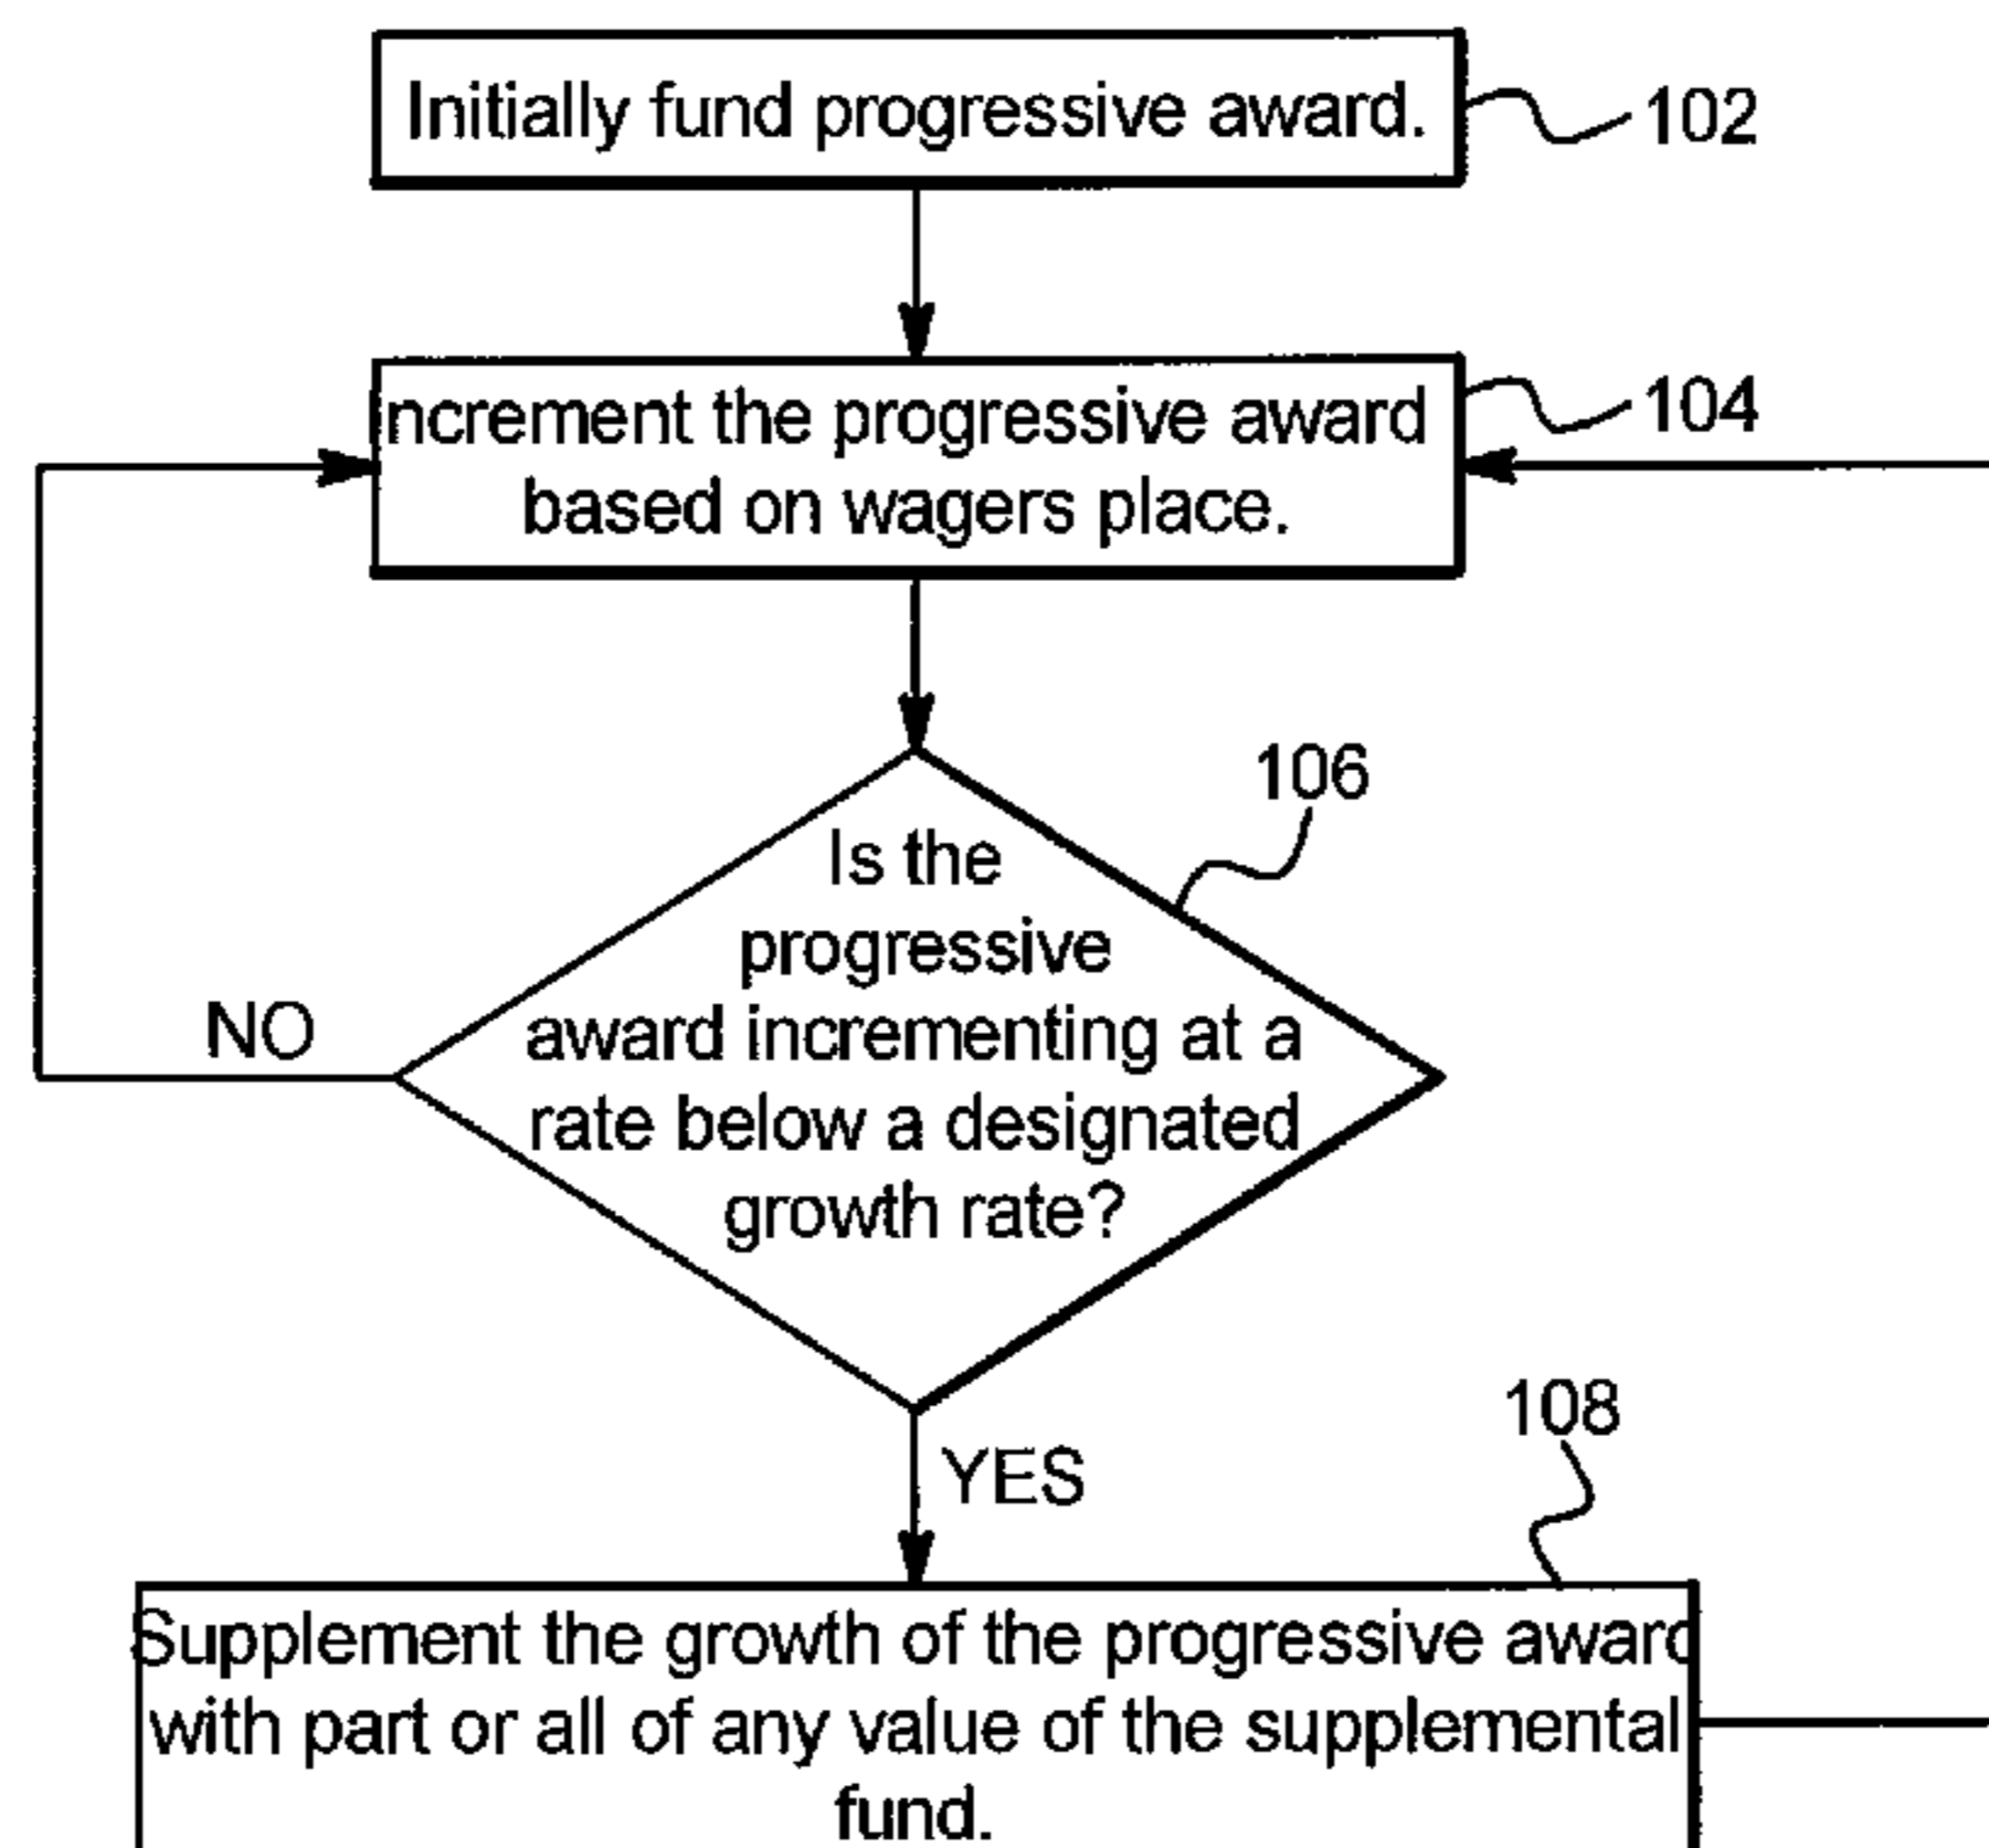 Initially fund progressive award.
102
Increment the progressive award
based on wagers place.
104
106
Is the
progressive
award incrementing at a
rate below a designated
growth rate?
NO
YES
108
Supplement the growth of the progressive award
with part or all of any value of the supplemental
fund.